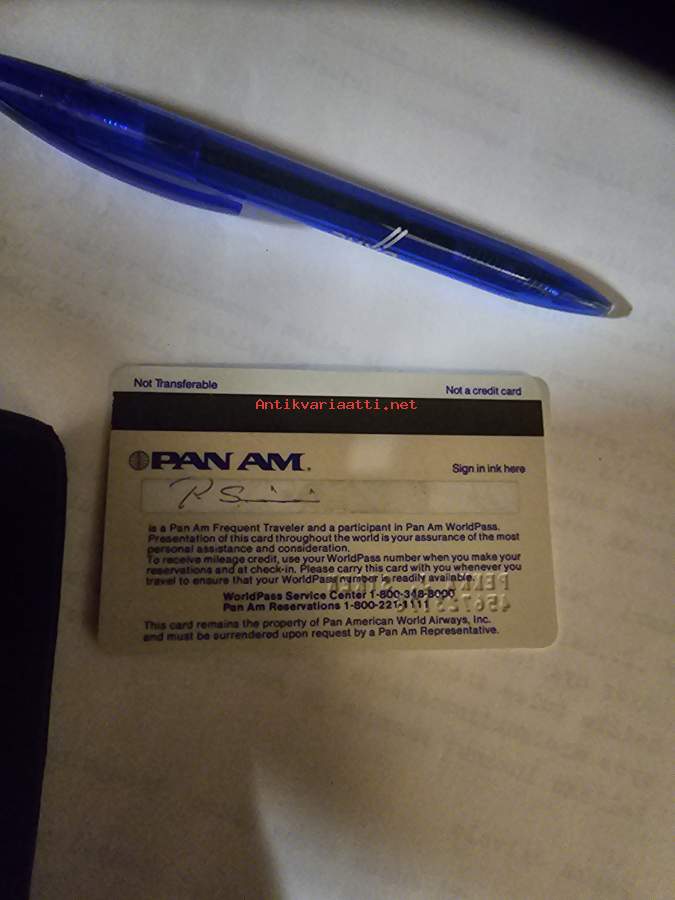 Not Transferable
Not a credit card
Antikvariaatti.net
PAN AM.
Sign in ink here
is a Pan Am Frequent Traveler and a participant in Pan Am WorldPass.
Presentation of this card throughout the world is your assurance of the most
personal assistance and consideration.
To receive mileage credit, use your WorldPass number when you make your
reservations and at check-in. Please carry this card with you whenever you
travel to ensure that your WorldPass number is readily available.
WorldPass Service Center 1-800-348-8000
Pan Am Reservations 1-800-221-1111
This card remains the property of Pan American World Airways, Inc.
and must be surrendered upon request by a Pan Am Representative.